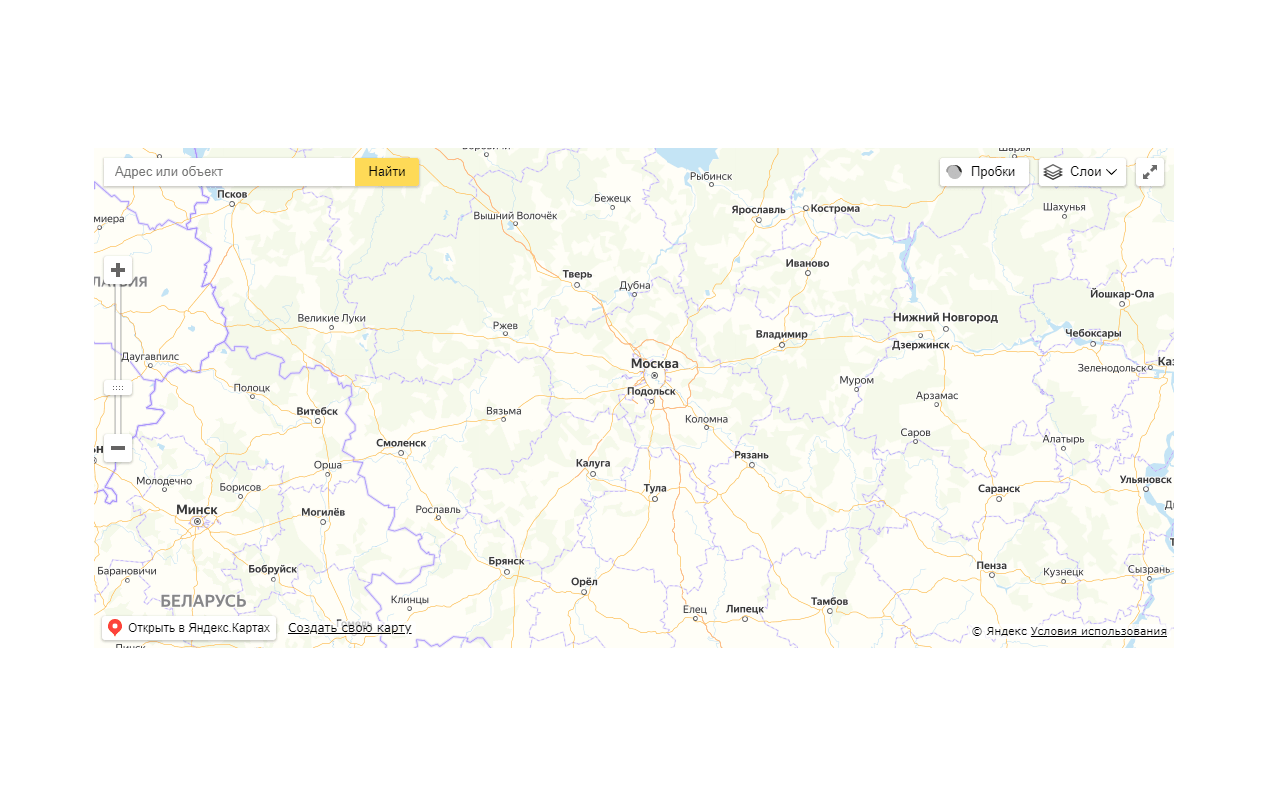 Шарья
Адрес или объект
Найти
Пробки
Слои
Рыбинск
Псков
Бежецк
Шахунья
Вышний Волочёк
Ярославль
Кострома
Иваново
Тверь
Дубна
Йошкар-Ола
Великие Луки
Ржев
Нижний Новгород
Владимир
Чебоксары
Дзержинск
Даугавпилс
Москва
Зеленодольск
Муром
Полоцк
Подольск
Арзамас
Витебск
Вязьма
Коломна
Саров
Алатырь
Смоленск
Рязань
Орша
Калуга
Молодечно
Борисов
Тула
Саранск
Ульяновск
Минск
Могилёв
Рославль
Брянск
Пенза
Барановичи
Бобруйск
Кузнецк
Сызрань
Орёл
БЕЛАРУСЬ
Клинцы
Елец
Липецк
Тамбов
Открыть в Яндекс.Картах
Создать свою карту
© Яндекс Условия использования